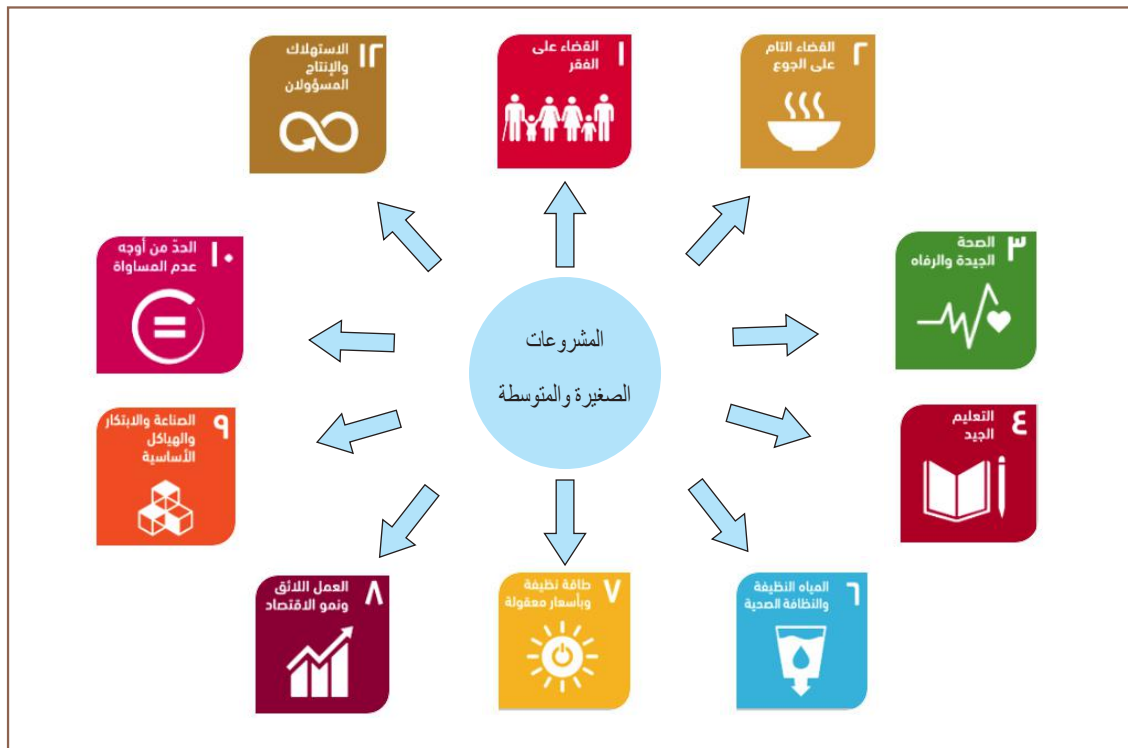 ١٢
الاستهلاك
والإنتاج
المسؤولان
١
القضاء على
الفقر
٢
القضاء التام
على الجوع
١٠
الحدّ من أوجه
عدم المساواة
٣
الصحة
الجيدة والرفاه
المشروعات
الصغيرة والمتوسطة
٩
الصناعة والابتكار
والهياكل
الأساسية
٤
التعليم
الجيد
٨
العمل اللائق
ونمو الاقتصاد
٧
طاقة نظيفة
وبأسعار معقولة
٦
المياه النظيفة
والنظافة الصحية